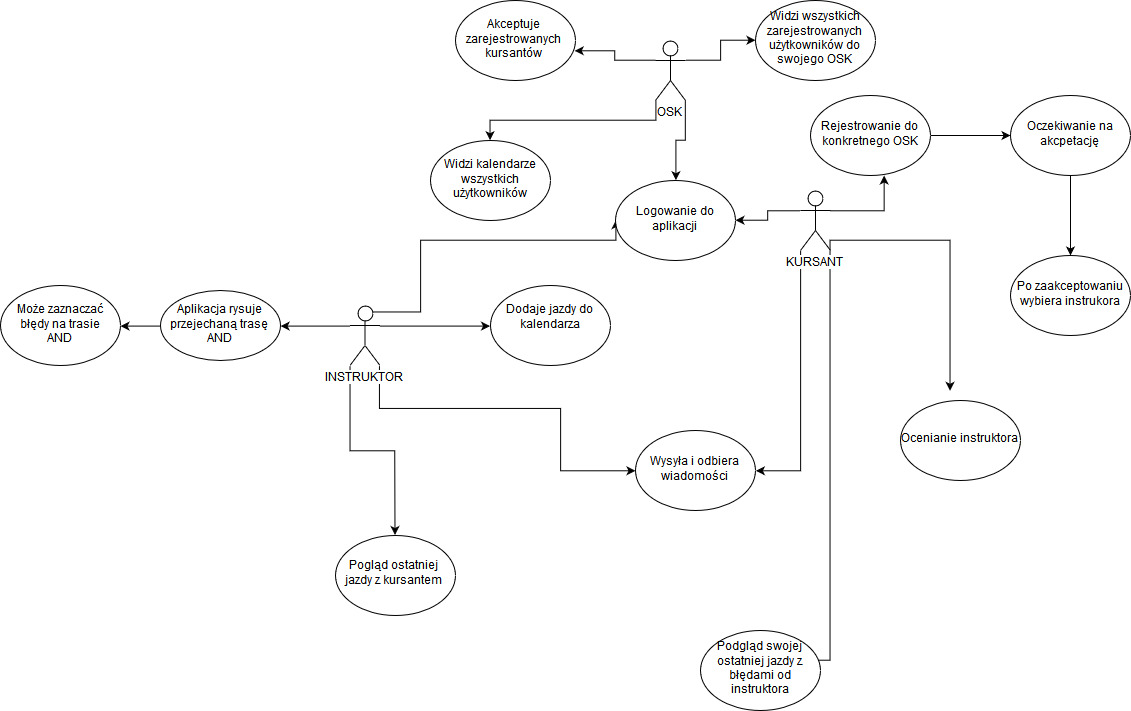 Akceptuje
zarejestrowanych
kursantów
Widzi wszystkich
zarejestrowanych
użytkowników do
swojego OSK
OSK
Rejestrowanie do
konkretnego OSK
Oczekiwanie na
akcpetację
Widzi kalendarze
wszystkich
użytkowników
Logowanie do
aplikacji
KURSANT
Po zaakceptowaniu
wybiera instrukora
Może zaznaczać
błędy na trasie
AND
Aplikacja rysuje
przejechaną trasę
AND
Dodaje jazdy do
kalendarza
INSTRUKTOR
Ocenianie instruktora
Wysyła i odbiera
wiadomości
Pogląd ostatniej
jazdy z kursantem
Podgląd swojej
ostatniej jazdy z
błędami od
instruktora